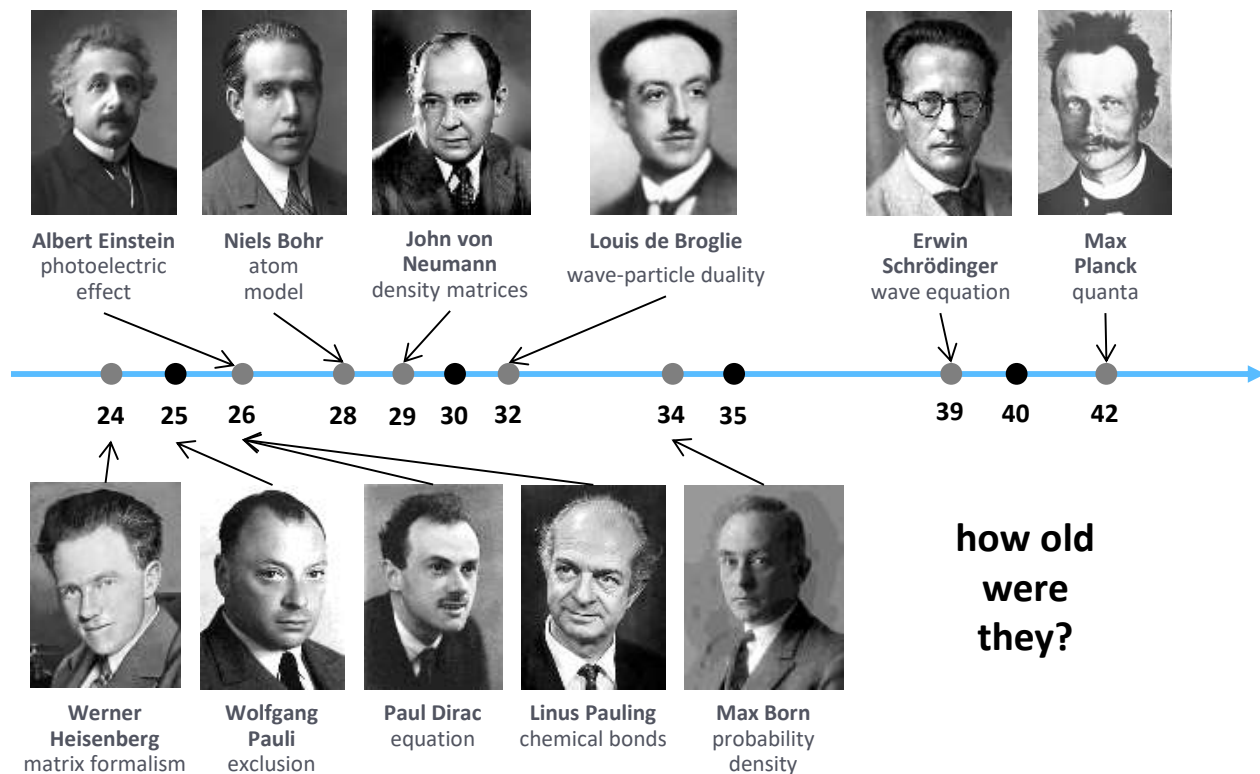 Albert Einstein
photoelectric
effect
Niels Bohr
atom
model
John von
Neumann
density matrices
Louis de Broglie
wave-particle duality
Erwin
Schrödinger
wave equation
Max
Planck
quanta
24 25 26 28 29 30 32 34 35 39 40 42
how old
were
they?
Werner
Heisenberg
matrix formalism
Wolfgang
Pauli
exclusion
Paul Dirac
equation
Linus Pauling
chemical bonds
Max Born
probability
density